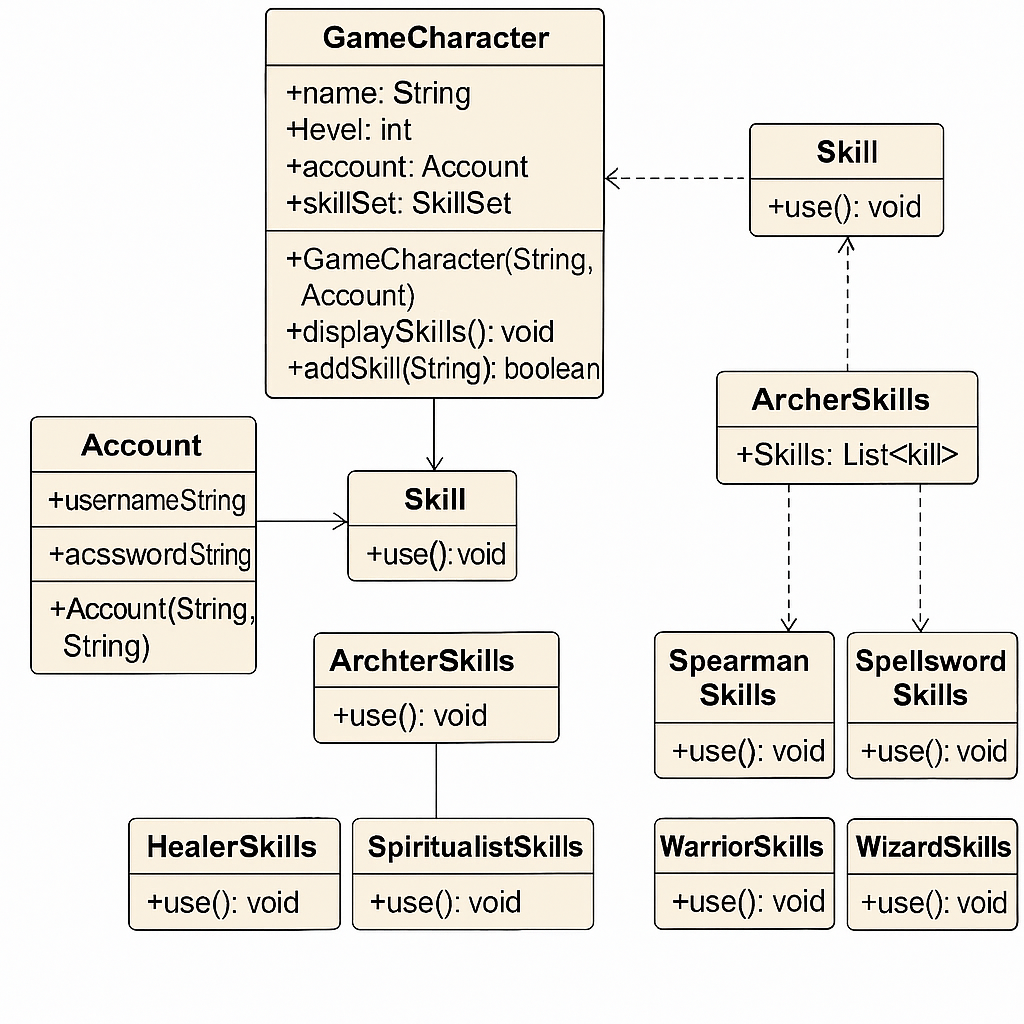 GameCharacter
+name: String
+level: int
+account: Account
+skillSet: SkillSet
+GameCharacter(String,
Account)
+displaySkills(): void
+addSkill(String): boolean
Skill
+use(): void
ArcherSkills
+Skills: List<kill>
Account
+usernameString
+acsswordString
+Account(String,
String)
Skill
+use():void
ArchterSkills
+use(): void
Spearman
Skills
+use(): void
Spellsword
Skills
+use(): void
HealerSkills
+use(): void
SpiritualistSkills
+use(): void
WarriorSkills
+use(): void
WizardSkills
+use(): void